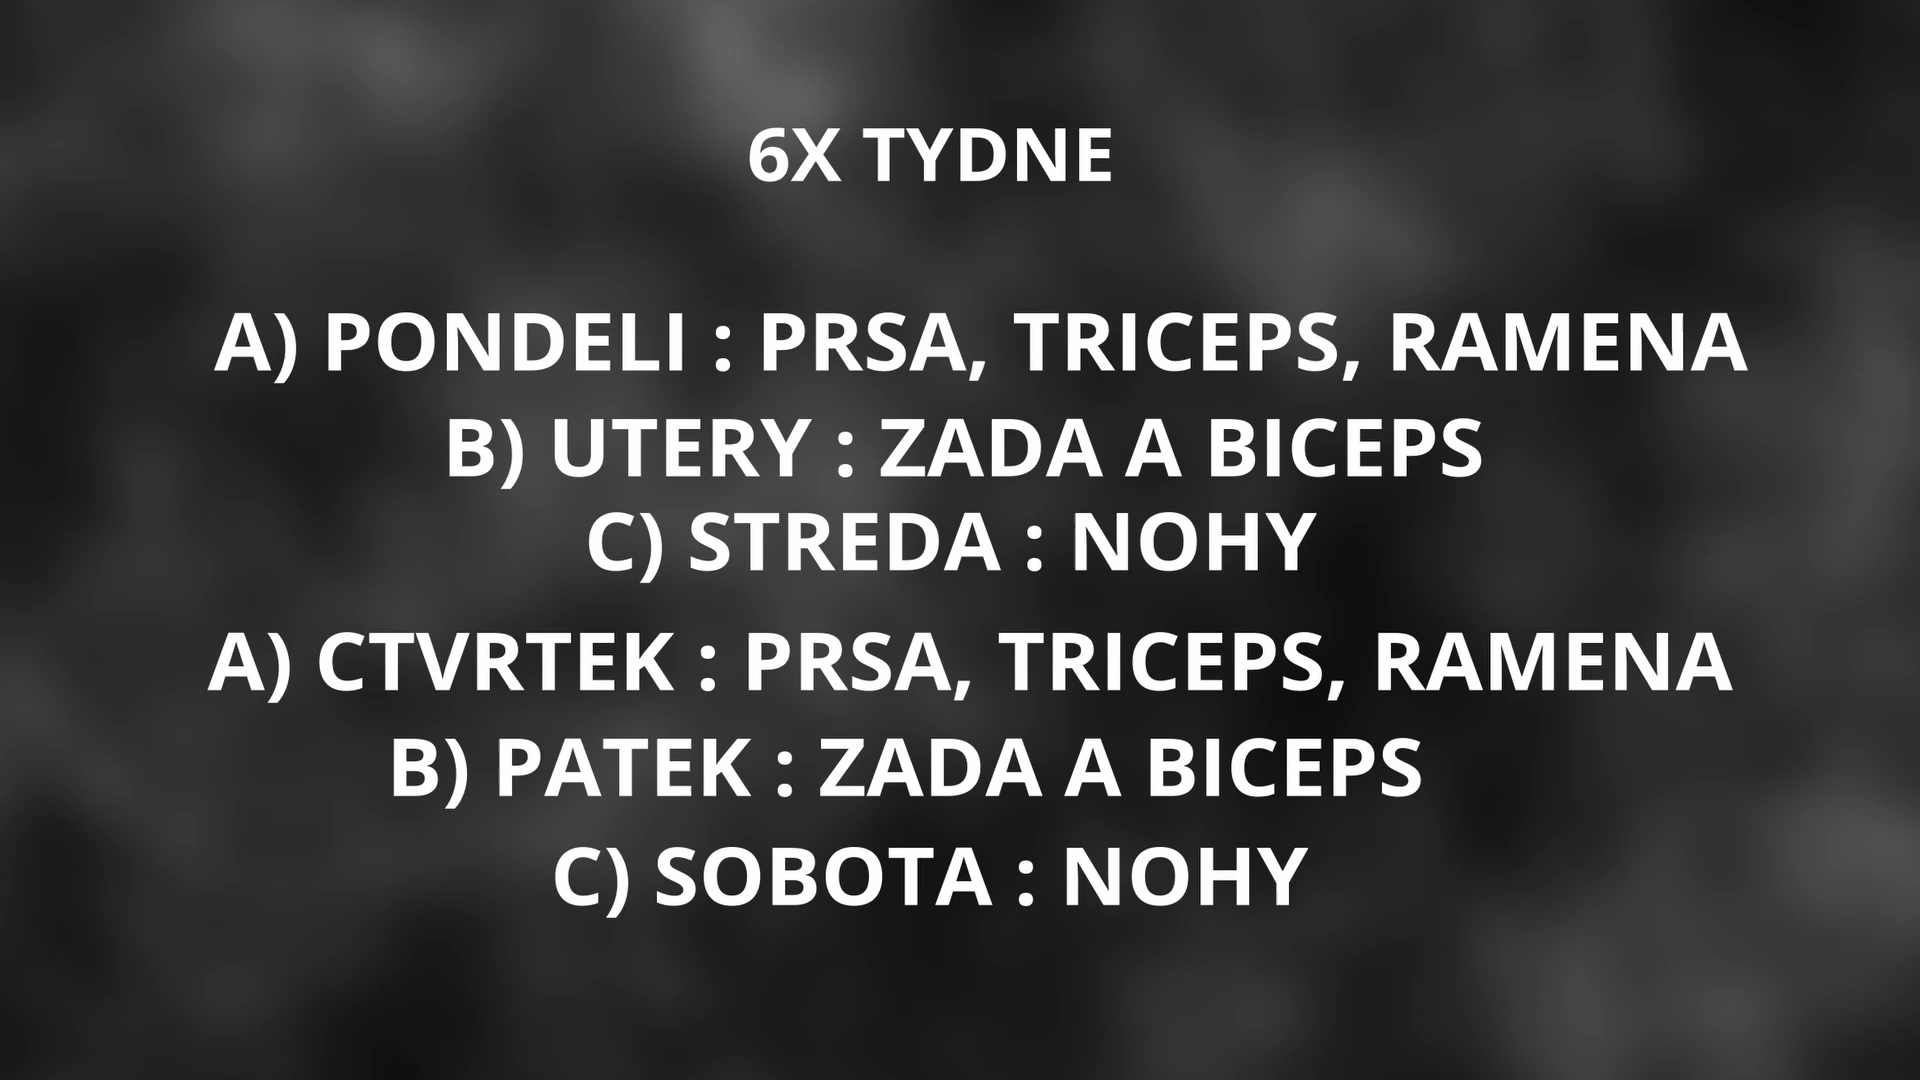 6X TYDNE
A) PONDELI : PRSA, TRICEPS, RAMENA
B) UTERY : ZADA A BICEPS
C) STREDA : NOHY
A) CTVRTEK : PRSA, TRICEPS, RAMENA
B) PATEK : ZADA A BICEPS
C) SOBOTA : NOHY